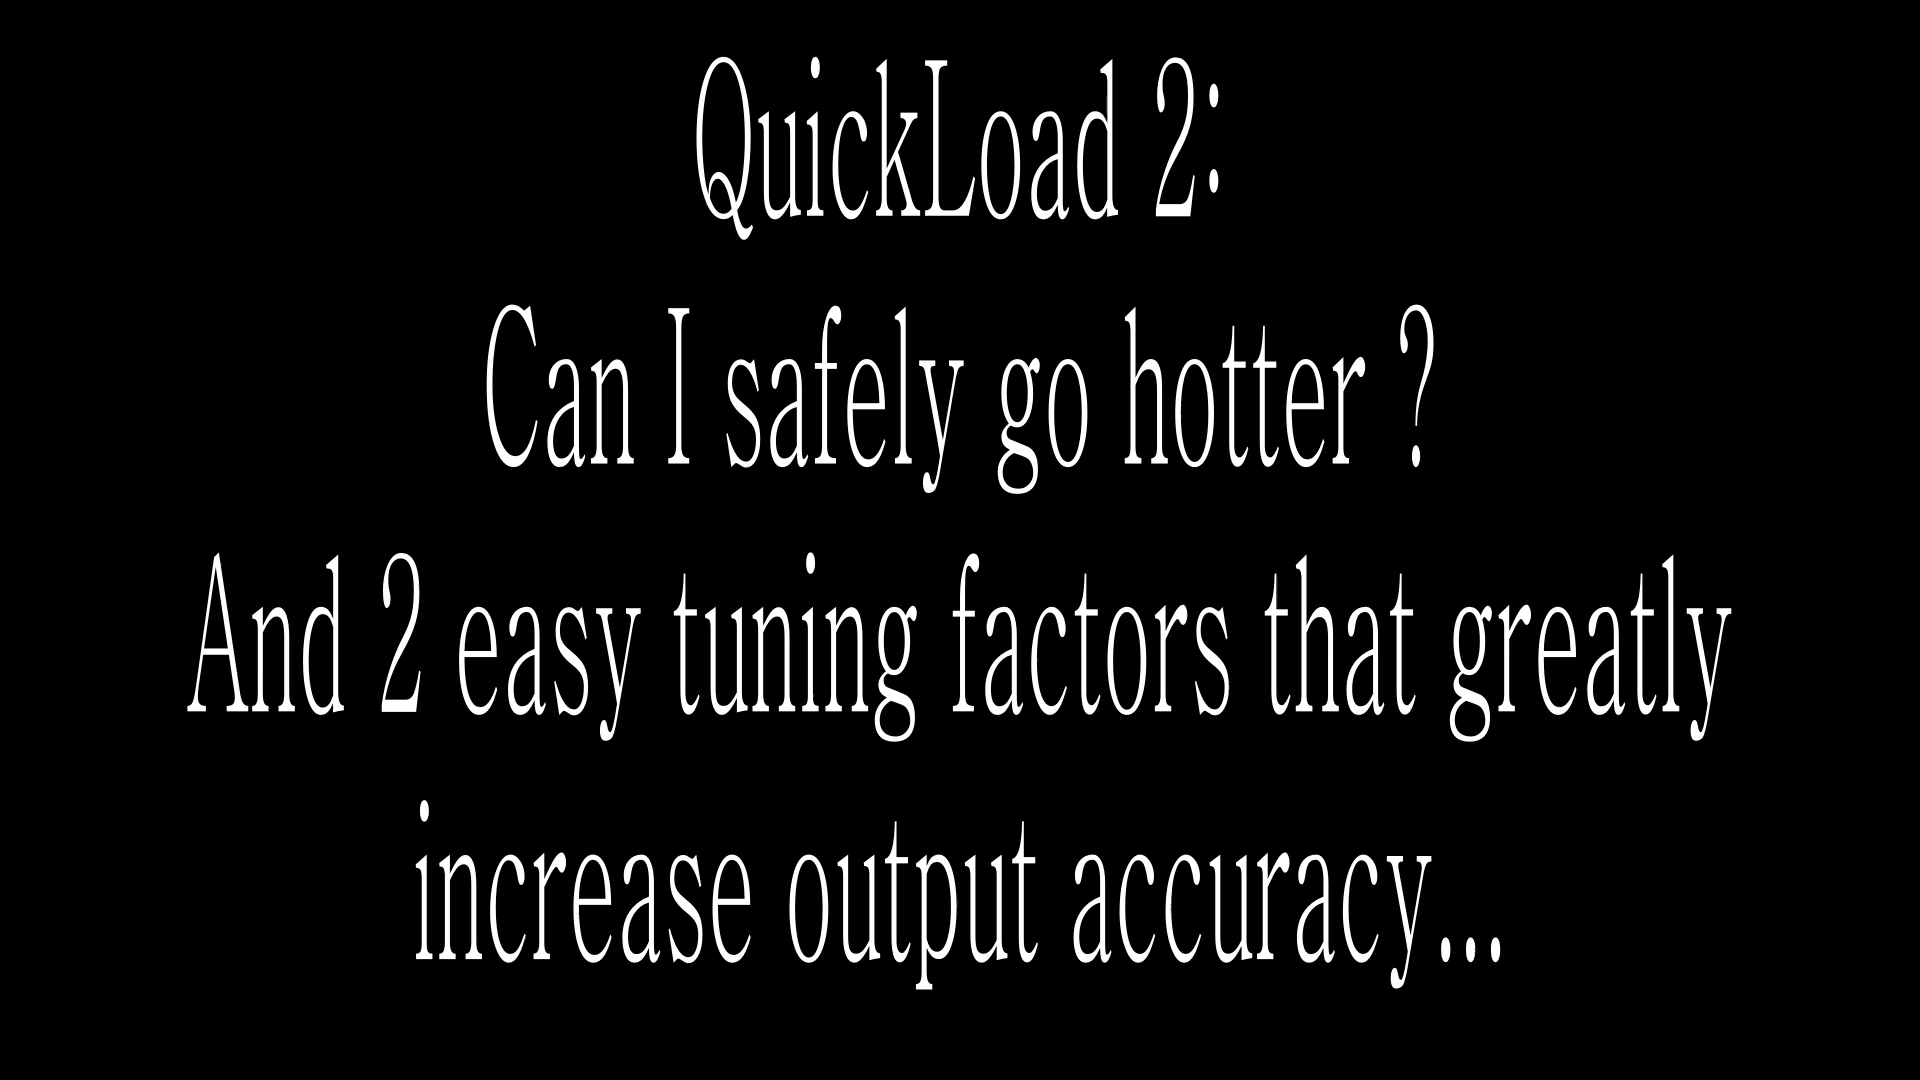 QuickLoad 2:
Can I safely go hotter ?
And 2 easy tuning factors that greatly
increase output accuracy...